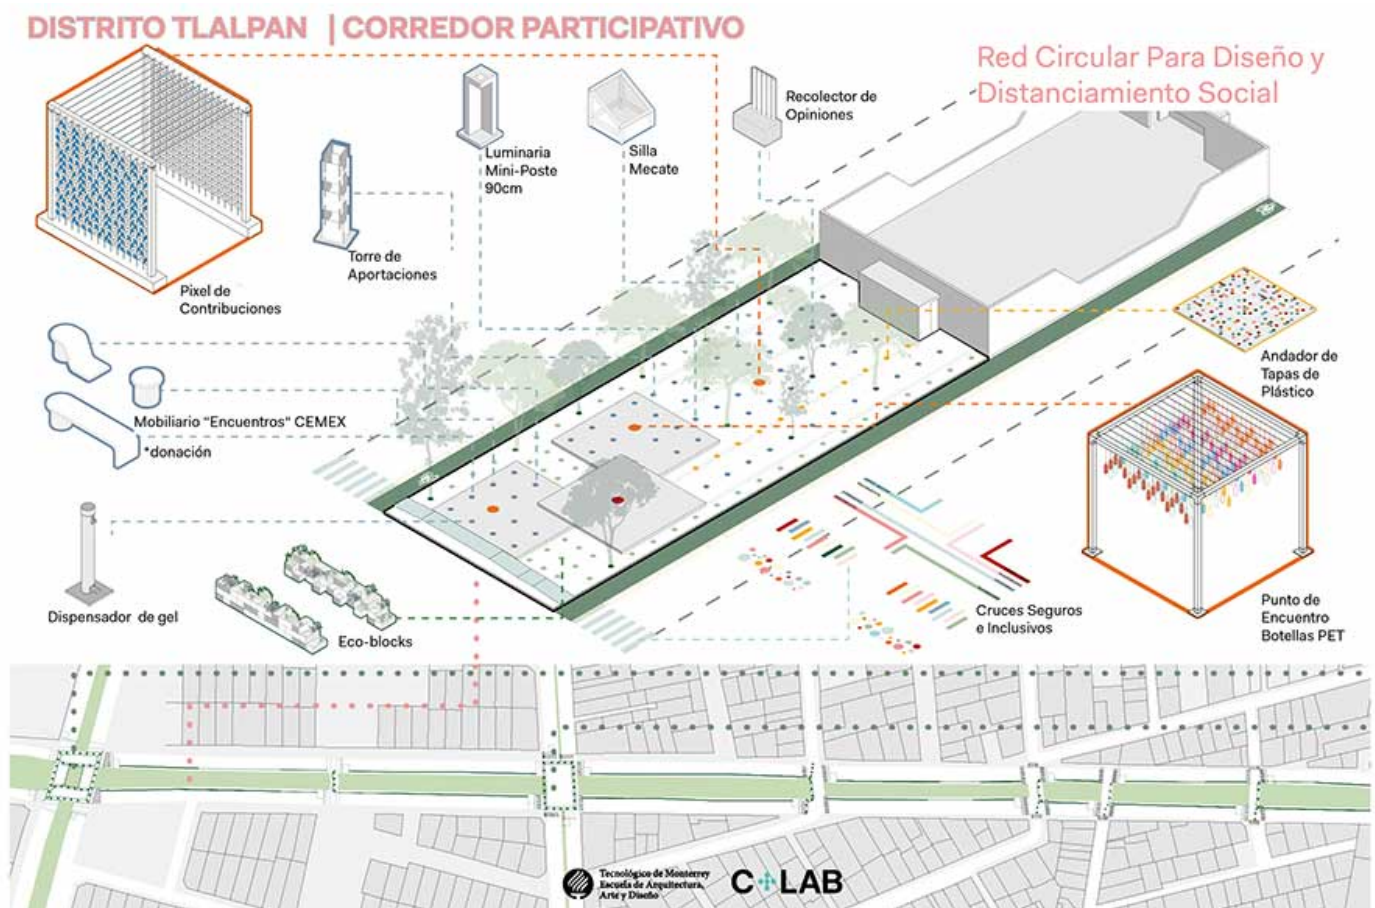 DISTRITO TLALPAN | CORREDOR PARTICIPATIVO
Red Circular Para Diseño y
Distanciamiento Social
Recolector de
Opiniones
Luminaria
Mini-Poste
90cm
Silla
Mecate
Torre de
Aportaciones
Pixel de
Contribuciones
Andador de
Tapas de
Plástico
Mobiliario "Encuentros" CEMEX
*donación
Dispensador de gel
Eco-blocks
Cruces Seguros
e Inclusivos
Punto de
Encuentro
Botellas PET
Tecnológico de Monterrey
Escuela de Arquitectura,
Arte y Diseño
C LAB